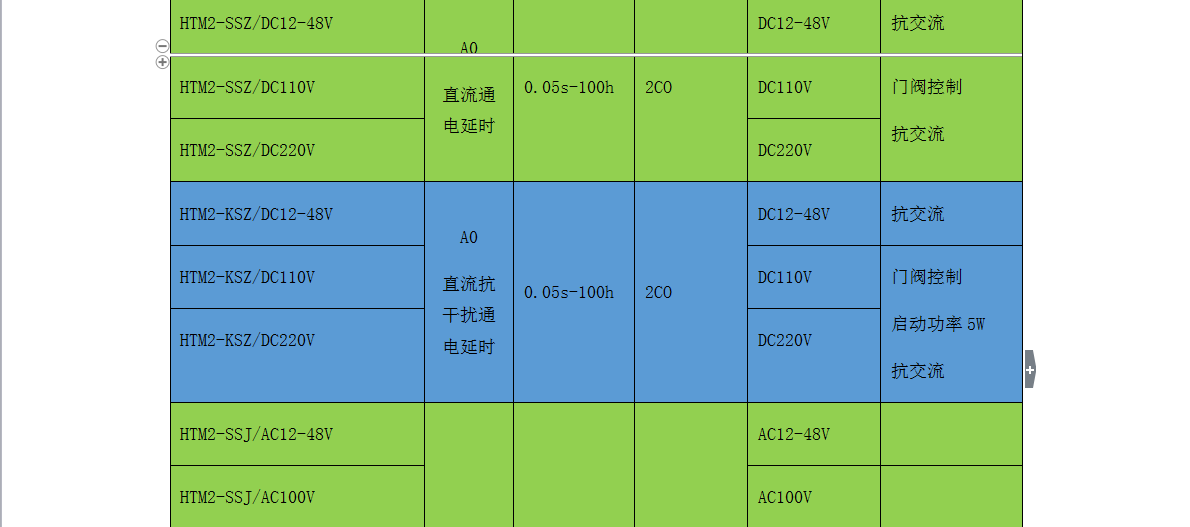 HTM2-SSZ/DC12-48V
DC12-48V
抗交流
A0
直流通
电延时
HTM2-SSZ/DC110V
0.05s-100h
2CO
DC110V
门阀控制
抗交流
HTM2-SSZ/DC220V
DC220V
HTM2-KSZ/DC12-48V
A0
直流抗
干扰通
电延时
0.05s-100h
2CO
DC12-48V
抗交流
HTM2-KSZ/DC110V
DC110V
门阀控制
启动功率 5W
抗交流
HTM2-KSZ/DC220V
DC220V
HTM2-SSJ/AC12-48V
AC12-48V
HTM2-SSJ/AC100V
AC100V